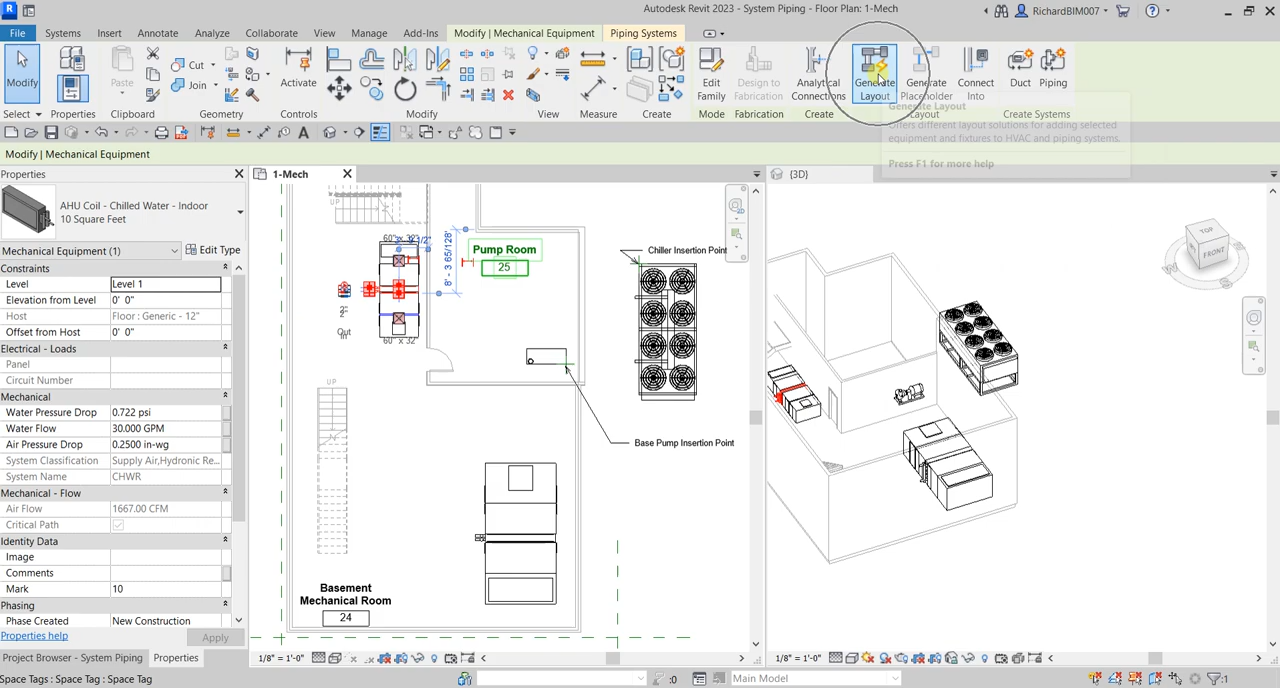 Autodesk Revit 2023 - System Piping - Floor Plan: 1-Mech
RichardBIM007
File Systems Insert Annotate Analyze Collaborate View Manage Add-Ins Modify | Mechanical Equipment Piping Systems
Modify
Paste
Cut
Join
Activate
Edit Family
Design to Fabrication
Analytical Connections
Generate Layout
Generate Placeholder
Connect Into
Duct
Piping
Select Properties Clipboard Geometry Controls Modify View Measure Create Mode Fabrication Create Layout Create Systems
Generate Layout
Offers different layout solutions for adding selected
equipment and fixtures to HVAC and piping systems.
Press F1 for more help
Modify | Mechanical Equipment
Properties
AHU Coil - Chilled Water - Indoor
10 Square Feet
Mechanical Equipment (1)
Edit Type
Constraints
Level Level 1
Elevation from Level 0' 0"
Host Floor : Generic - 12"
Offset from Host 0' 0"
Electrical - Loads
Panel
Circuit Number
Mechanical
Water Pressure Drop 0.722 psi
Water Flow 30.000 GPM
Air Pressure Drop 0.2500 in-wg
System Classification Supply Air,Hydronic Re...
System Name CHWR
Mechanical - Flow
Air Flow 1667.00 CFM
Critical Path
Identity Data
Image
Comments
Mark 10
Phasing
Phase Created New Construction
Properties help
Apply
Project Browser - System Piping Properties
Space Tags : Space Tag : Space Tag
1-Mech
UP
60" x 32"
8' - 3 65/128"
Pump Room
25
2"
Out
In
60" x 32"
Chiller Insertion Point
Base Pump Insertion Point
UP
Basement
Mechanical Room
24
1/8" = 1'-0"
{3D}
TOP
FRONT
1/8" = 1'-0"
:0
Main Model
:1